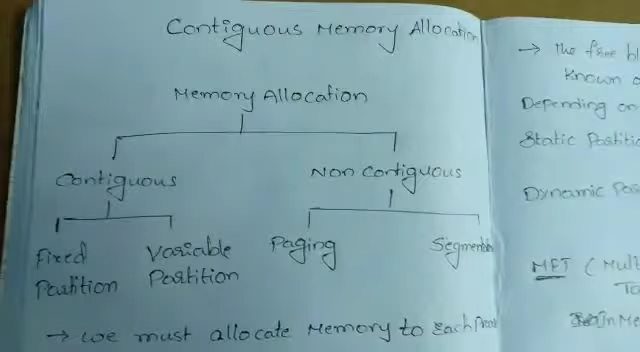 Contiguous Memory Allocation
Memory Allocation
Contiguous
Non Contiguous
Fixed Partition
Variable Partition
Paging
→ We must allocate Memory to Each
→ The free
Known
Depending on
Static
Dynamic
MFT (